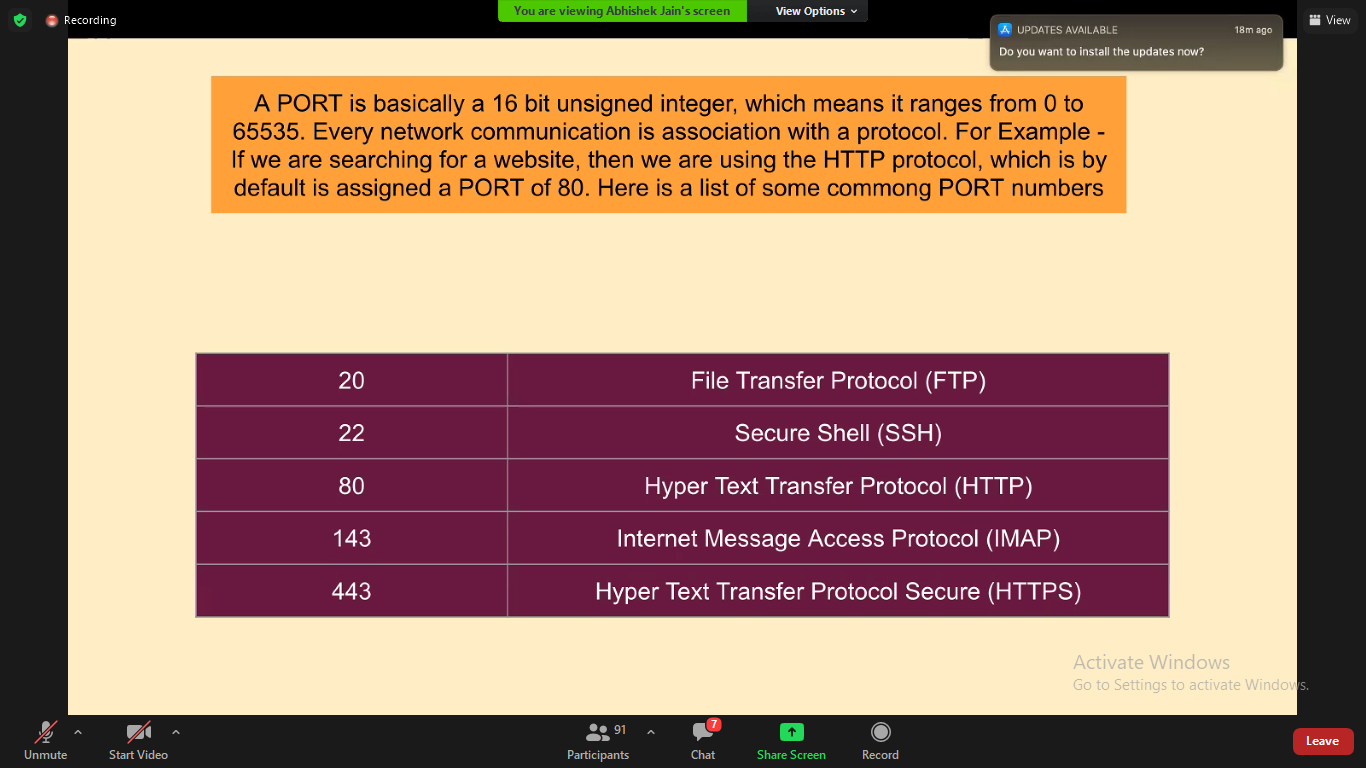 Recording
You are viewing Abhishek Jain's screen
View Options
View
UPDATES AVAILABLE 18m ago
Do you want to install the updates now?
A PORT is basically a 16 bit unsigned integer, which means it ranges from 0 to
65535. Every network communication is association with a protocol. For Example -
If we are searching for a website, then we are using the HTTP protocol, which is by
default is assigned a PORT of 80. Here is a list of some commong PORT numbers
20 File Transfer Protocol (FTP)
22 Secure Shell (SSH)
80 Hyper Text Transfer Protocol (HTTP)
143 Internet Message Access Protocol (IMAP)
443 Hyper Text Transfer Protocol Secure (HTTPS)
Activate Windows
Go to Settings to activate Windows.
91
7
Unmute Start Video Participants Chat Share Screen Record Leave